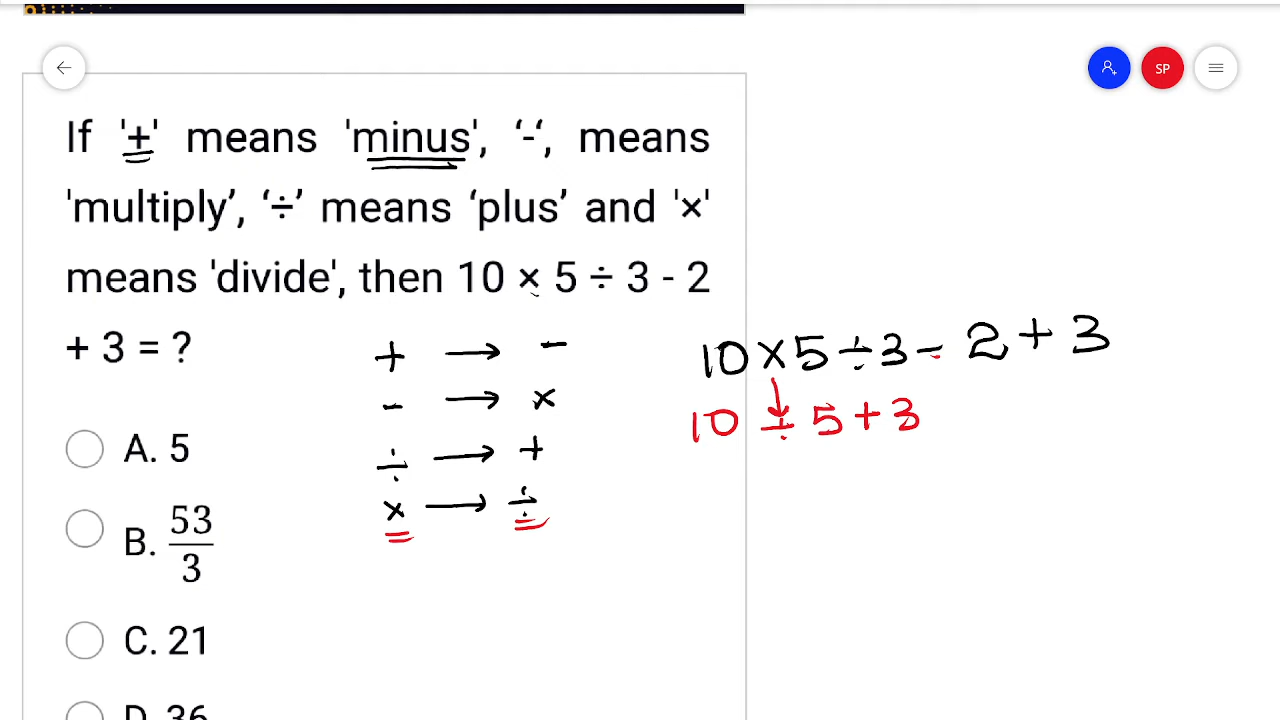 SP
If '+' means 'minus', ‘-‘, means
'multiply’, ‘÷’ means ‘plus’ and '×'
means 'divide', then 10 × 5 ÷ 3 - 2
+ 3 = ?
+ → -
- → ×
÷ → +
× → ÷
10 × 5 ÷ 3 - 2 + 3
10 ÷ 5 + 3
A. 5
B. 53/3
C. 21
D. 36